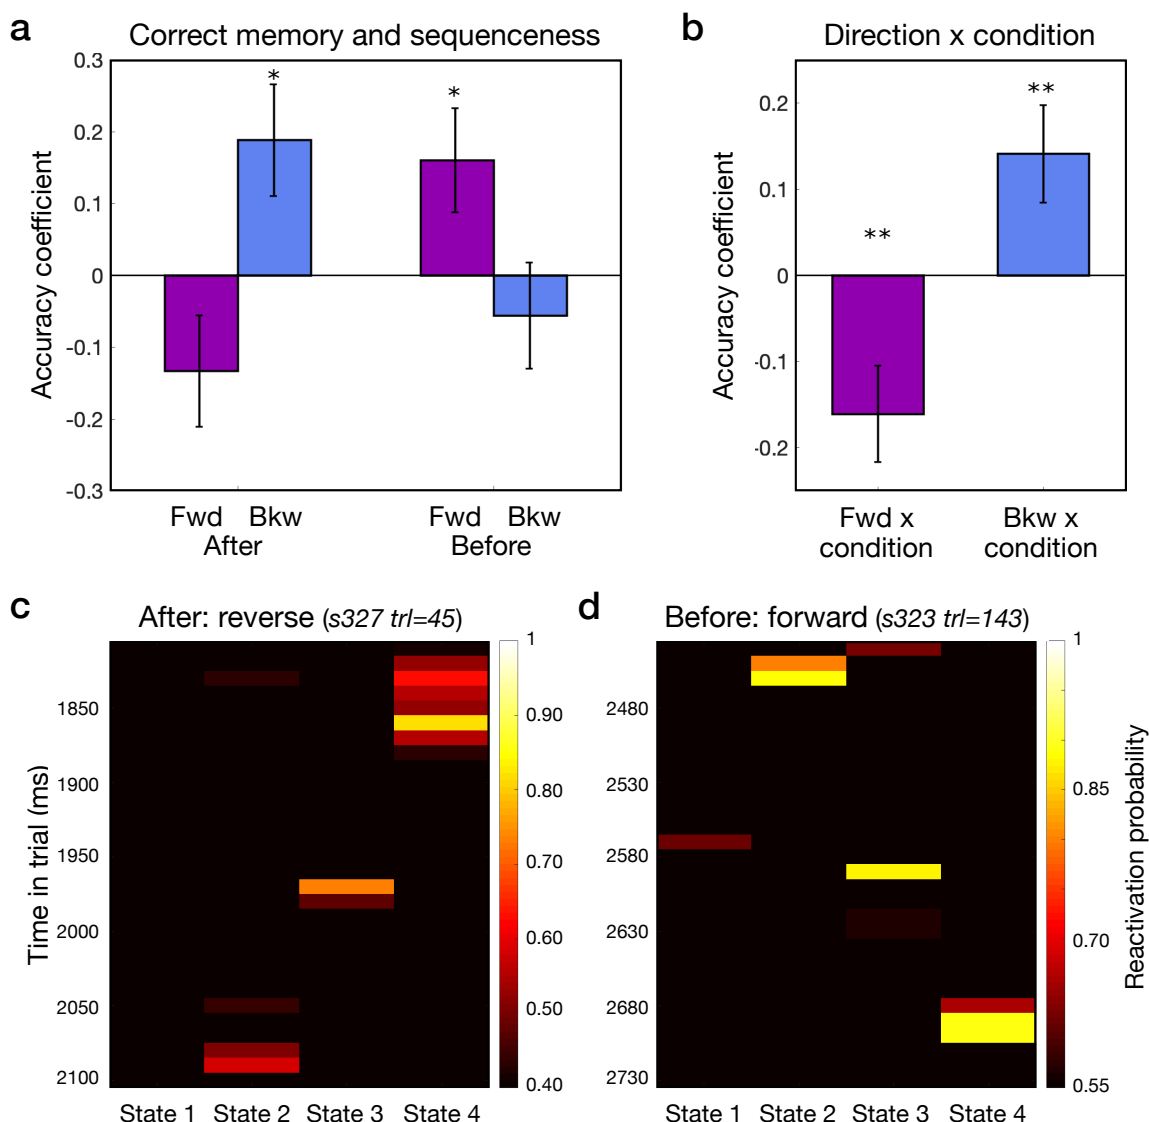 a
Correct memory and sequenceness
0.3
0.2
0.1
0
-0.1
-0.2
-0.3
Accuracy coefficient
*
*
Fwd Bkw Fwd Bkw
After Before
b
Direction x condition
0.2
0.1
0
-0.1
-0.2
Accuracy coefficient
**
**
Fwd x condition
Bkw x condition
c
After: reverse (s327 trl=45)
Time in trial (ms)
1850
1900
1950
2000
2050
2100
State 1 State 2 State 3 State 4
1
0.90
0.80
0.70
0.60
0.50
0.40
d
Before: forward (s323 trl=143)
2480
2530
2580
2630
2680
2730
State 1 State 2 State 3 State 4
1
0.85
0.70
0.55
Reactivation probability